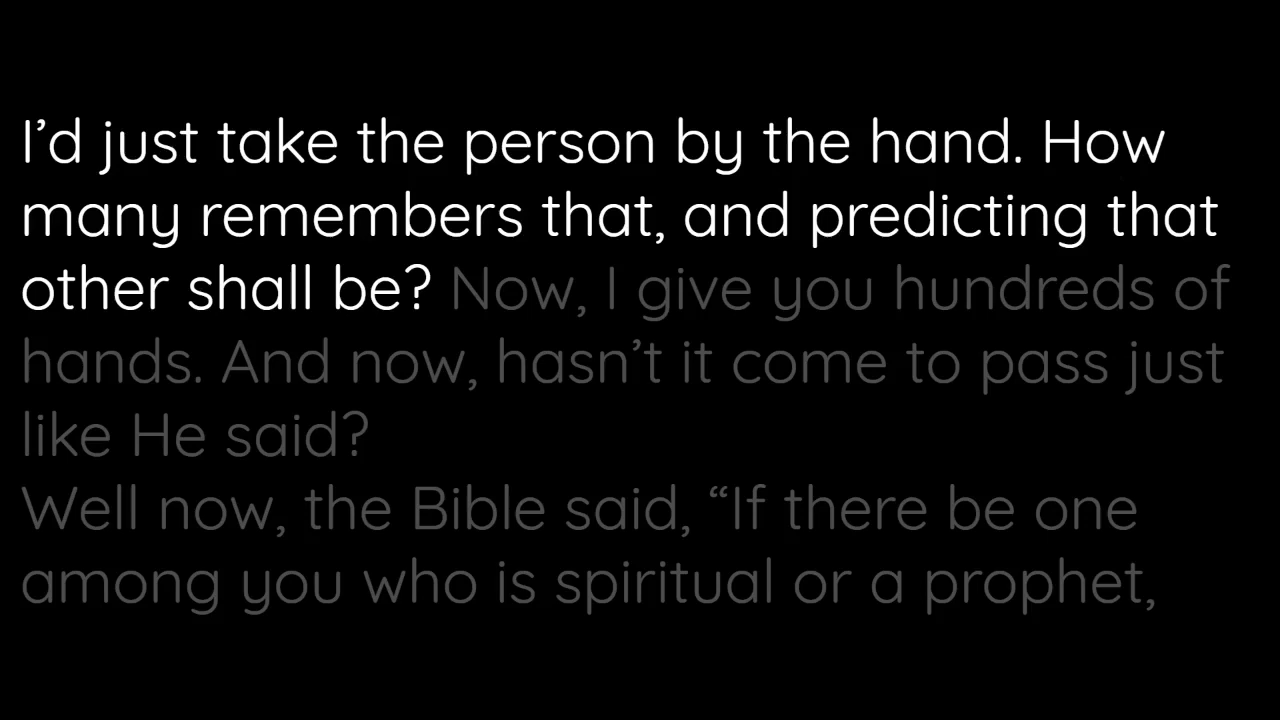 I’d just take the person by the hand. How
many remembers that, and predicting that
other shall be? Now, I give you hundreds of
hands. And now, hasn’t it come to pass just
like He said?
Well now, the Bible said, “If there be one
among you who is spiritual or a prophet,